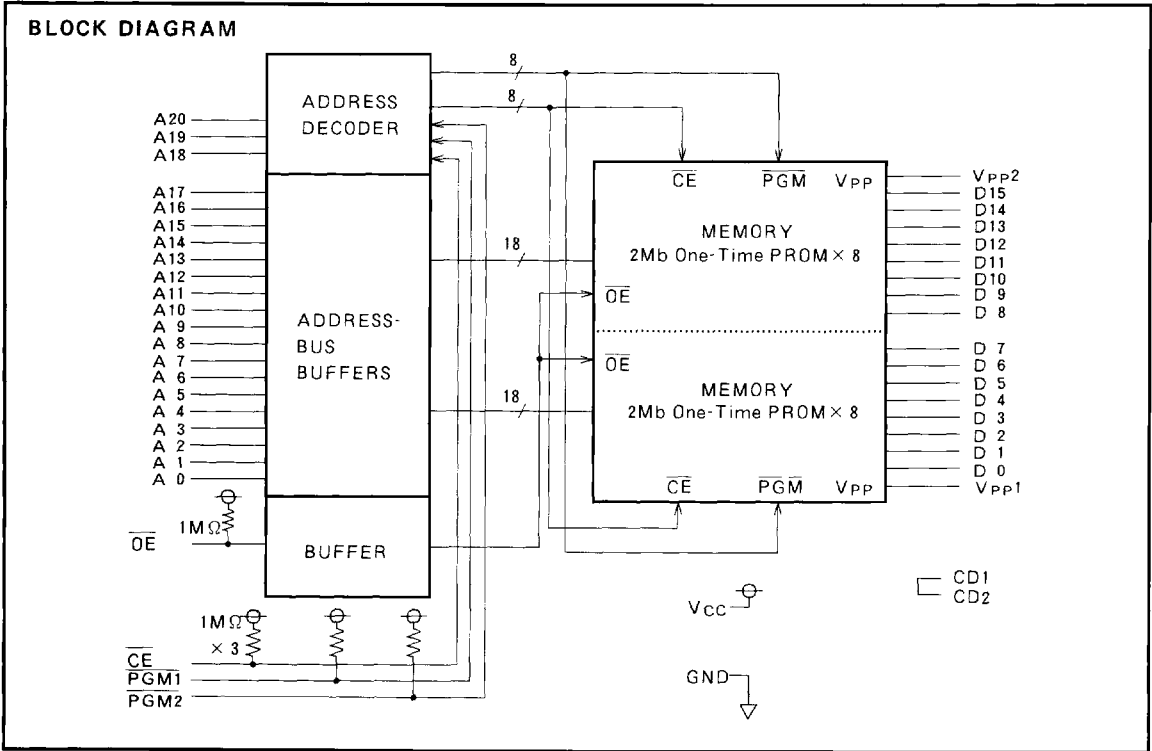 BLOCK DIAGRAM
8
8
ADDRESS
DECODER
A20
A19
A18
A17
A16
A15
A14
A13
A12
A11
A10
A 9
A 8
A 7
A 6
A 5
A 4
A 3
A 2
A 1
A 0
ADDRESS-
BUS
BUFFERS
18
18
1MΩ
OE
BUFFER
1MΩ
× 3
CE
PGM1
PGM2
CE PGM VPP
MEMORY
2Mb One-Time PROM × 8
OE
OE
MEMORY
2Mb One-Time PROM × 8
CE PGM VPP
VPP2
D15
D14
D13
D12
D11
D10
D 9
D 8
D 7
D 6
D 5
D 4
D 3
D 2
D 1
D 0
VPP1
VCC
CD1
CD2
GND